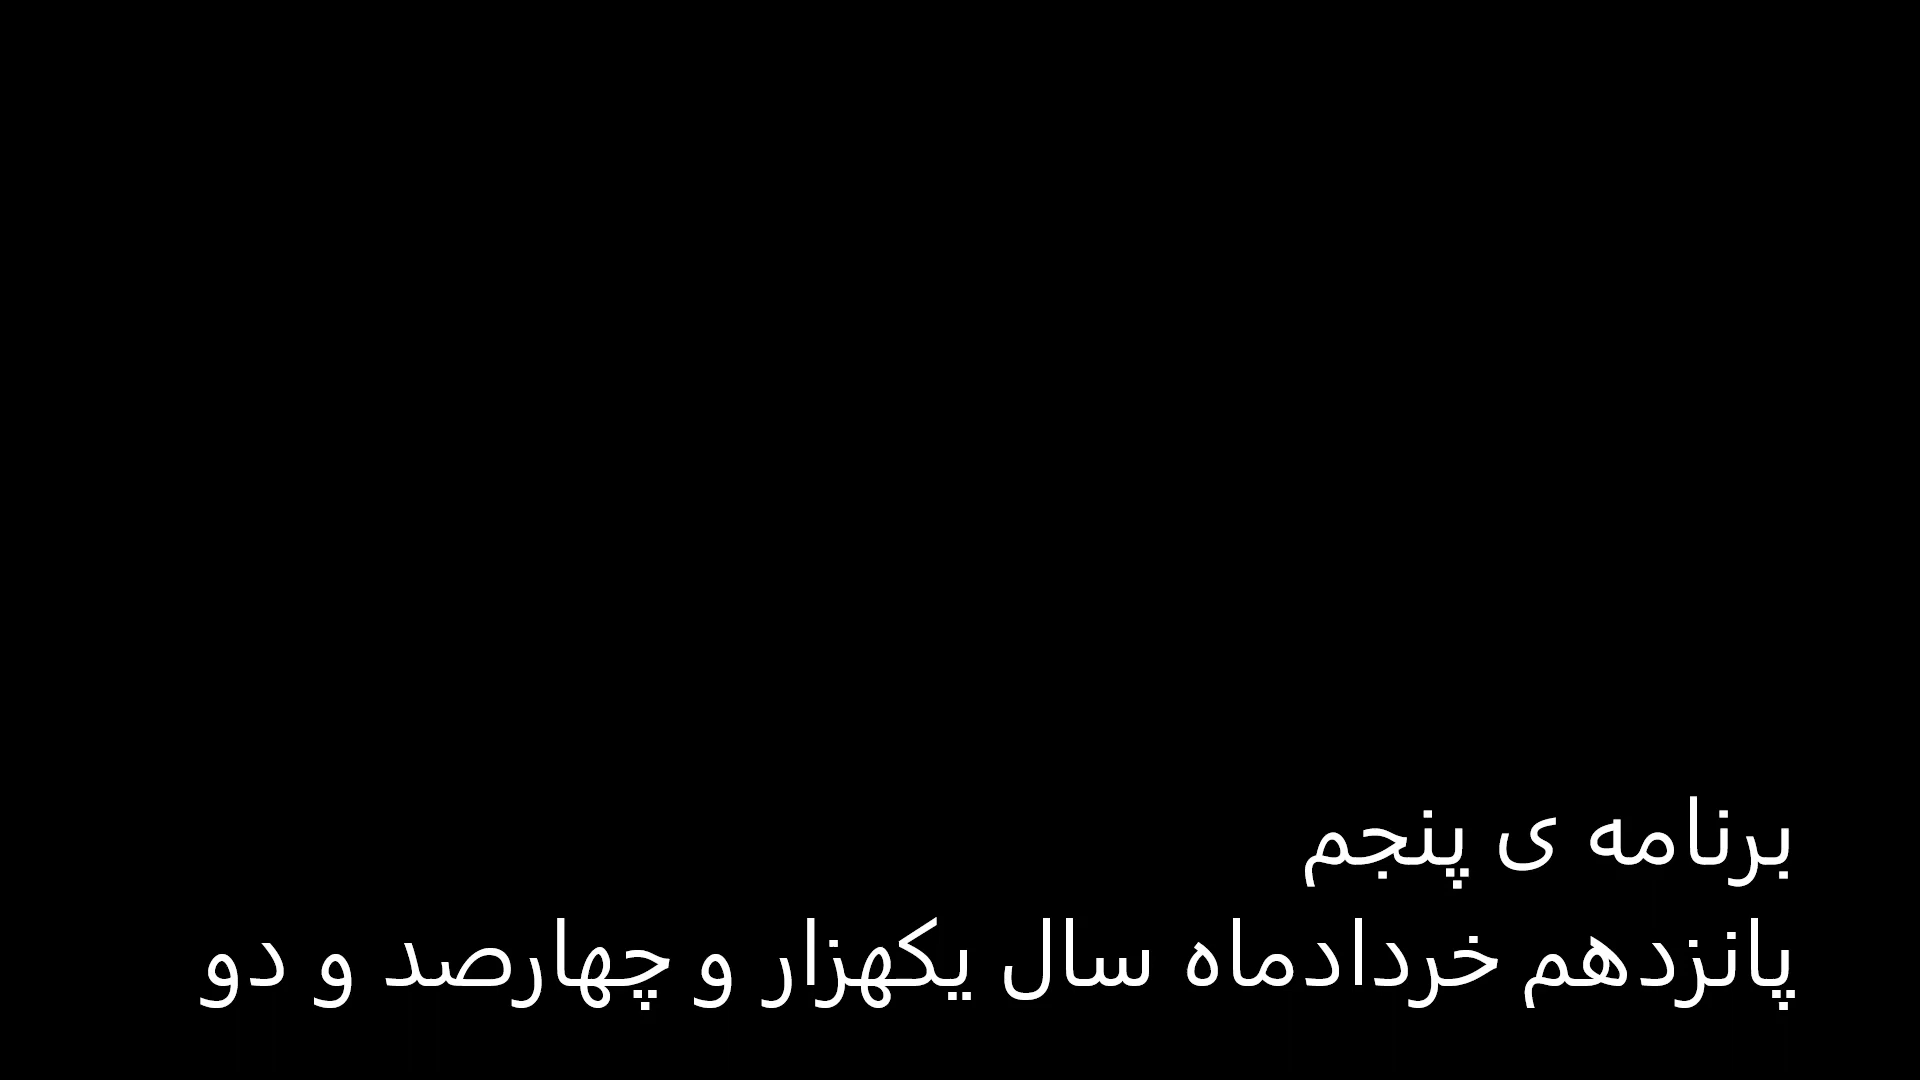 برنامه ی پنجم
پانزدهم خردادماه سال یکهزار و چهارصد و دو